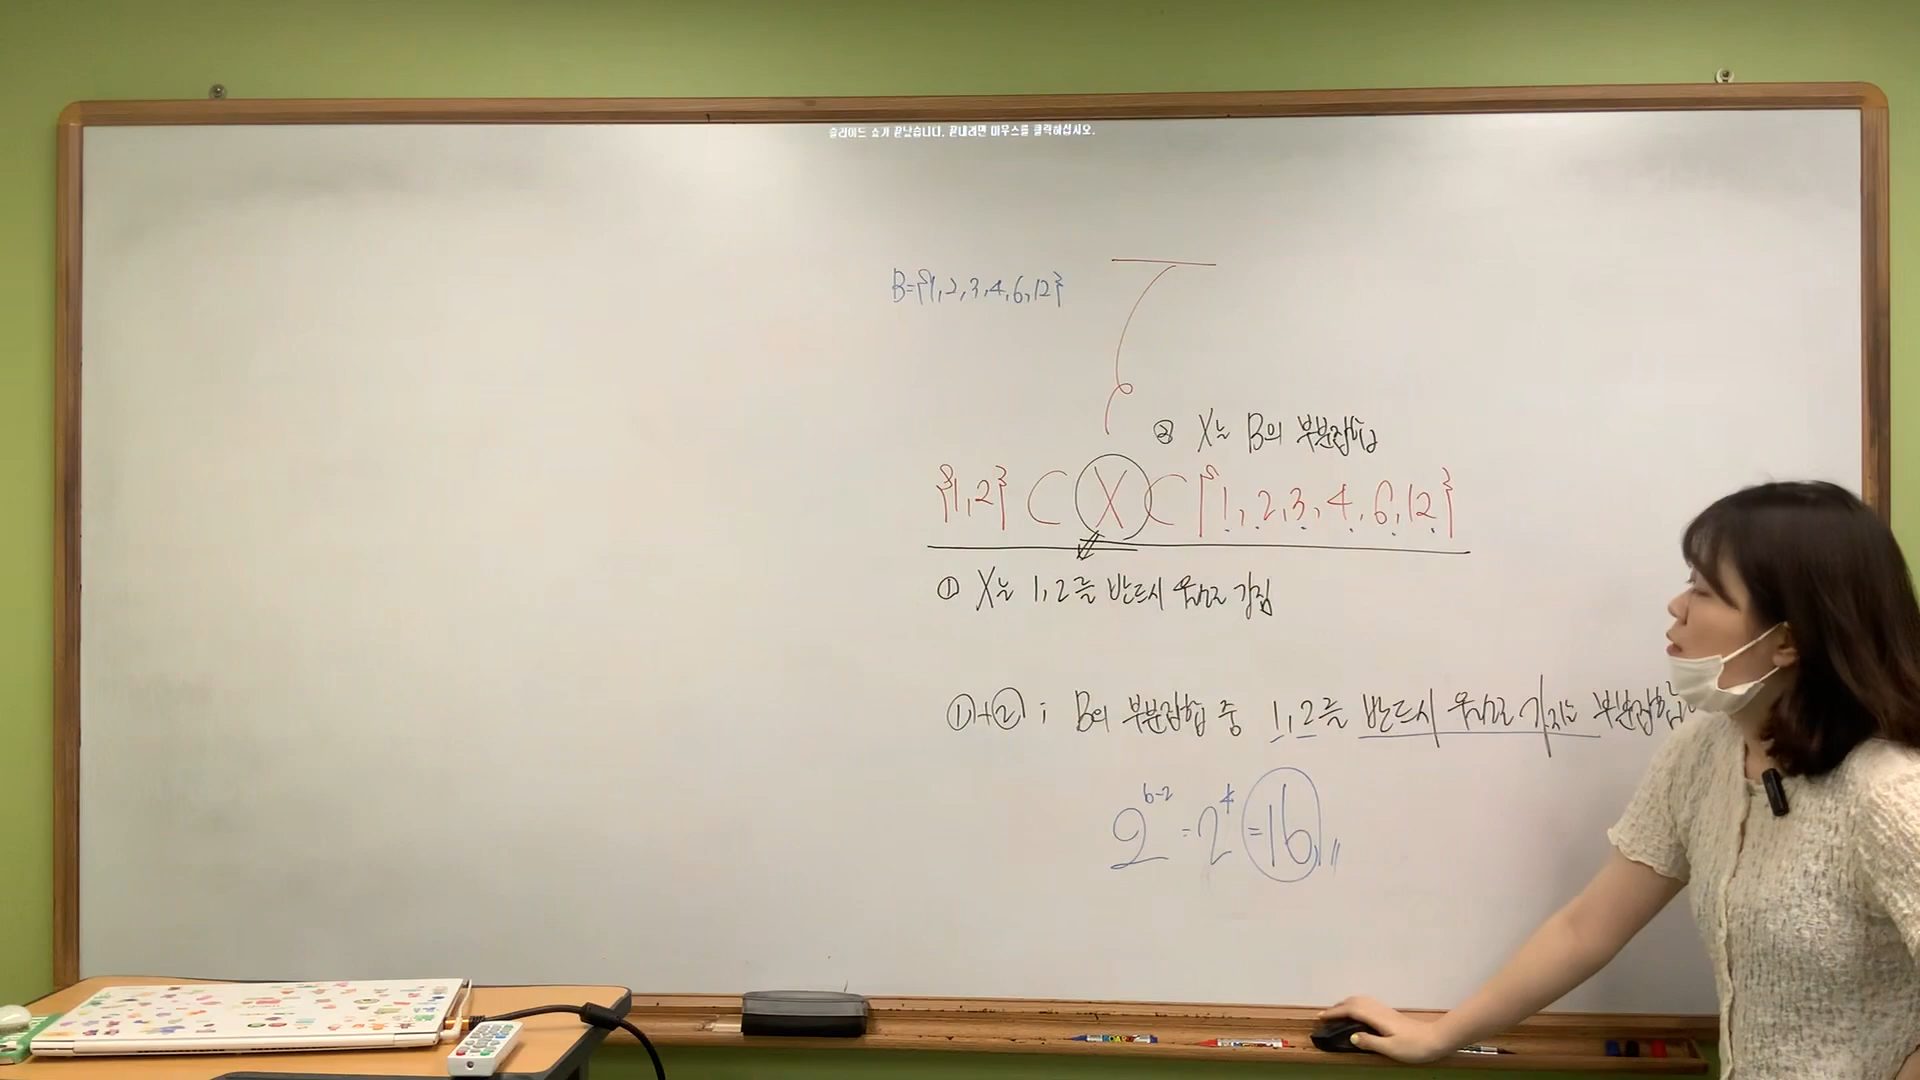 슬라이드 쇼가 끝났습니다. 끝내려면 마우스를 클릭하십시오.
B={1,2,3,4,6,12}
② X는 B의 부분집합
{1,2}⊂X⊂{1,2,3,4,6,12}
① X는 1,2를 반드시 원소로 가짐
①+②; B의 부분집합 중 1,2를 반드시 원소로 가지는 부분집합
2^{6-2}=2^4=16